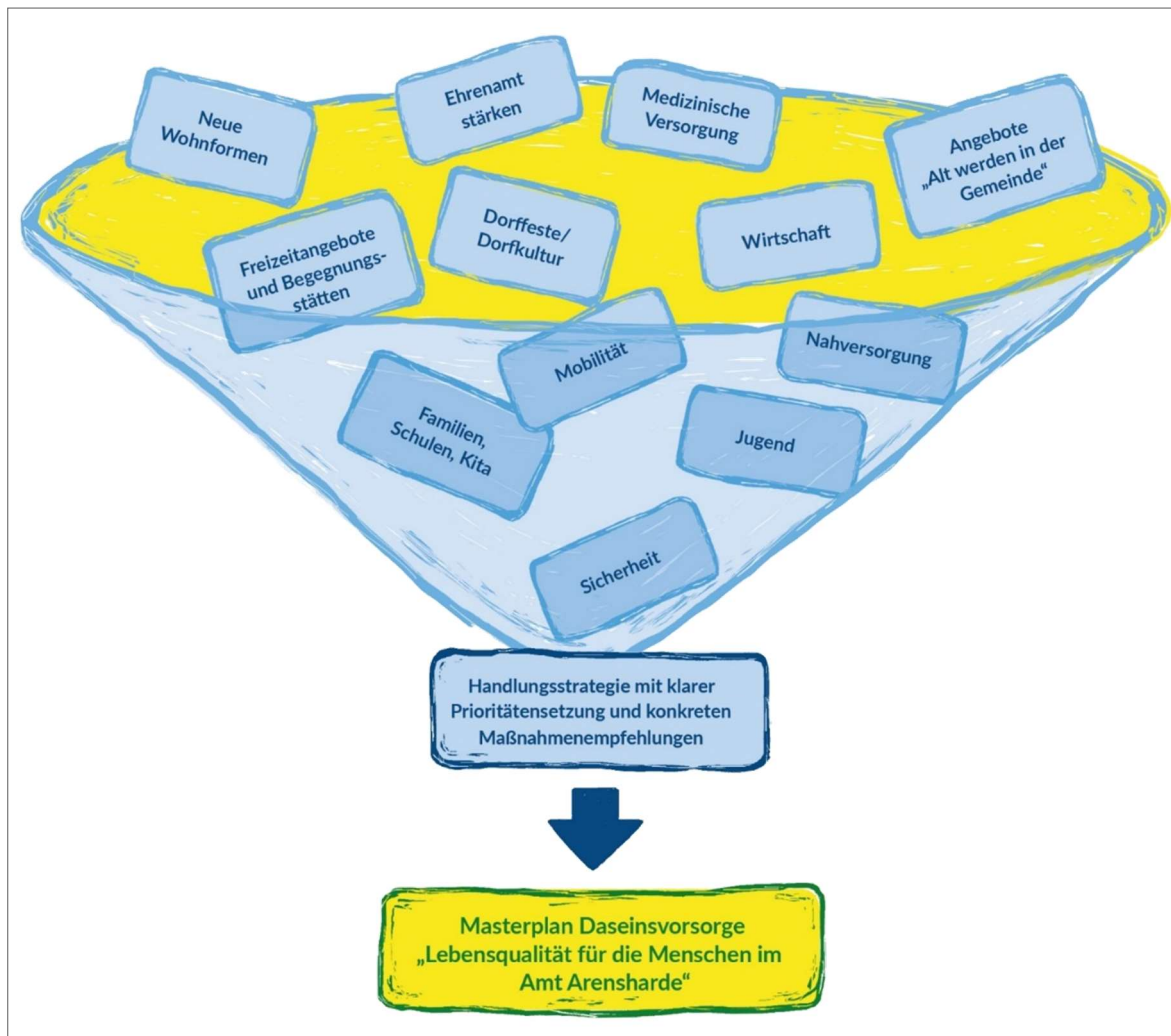 Neue
Wohnformen
Ehrenamt
stärken
Medizinische
Versorgung
Angebote
„Alt werden in der
Gemeinde“
Freizeitangebote
und Begegnungs-
stätten
Dorffeste/
Dorfkultur
Wirtschaft
Mobilität
Nahversorgung
Familien,
Schulen, Kita
Jugend
Sicherheit
Handlungsstrategie mit klarer
Prioritätensetzung und konkreten
Maßnahmenempfehlungen
Masterplan Daseinsvorsorge
„Lebensqualität für die Menschen im
Amt Arensharde“